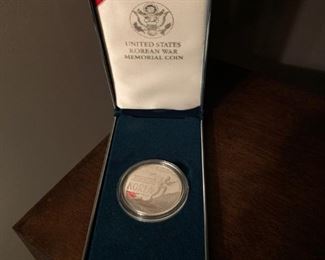 UNITED STATES
KOREAN WAR
MEMORIAL COIN
KOREA